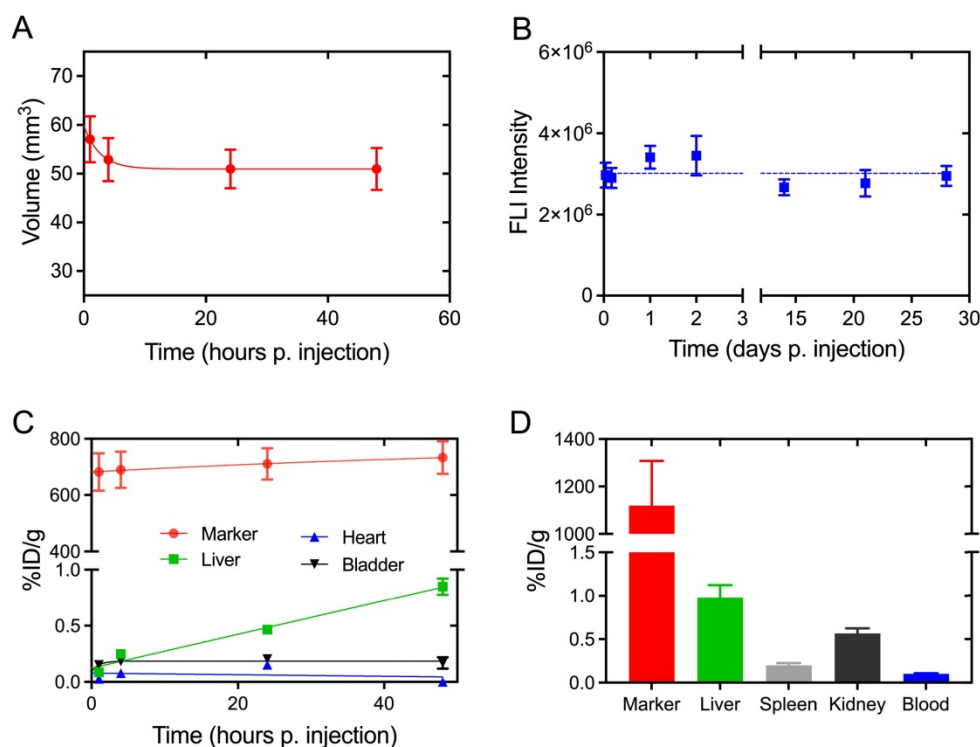 A
Volume (mm³)
70
60
50
40
30
0 20 40 60
Time (hours p. injection)
B
FLI Intensity
6×10⁶
4×10⁶
2×10⁶
0
0 1 2 3 15 20 25 30
Time (days p. injection)
C
%ID/g
800
600
400
1.0
0.5
0.0
Marker
Liver
Heart
Bladder
0 20 40
Time (hours p. injection)
D
%ID/g
1400
1200
1000
1.5
1.0
0.5
0.0
Marker Liver Spleen Kidney Blood